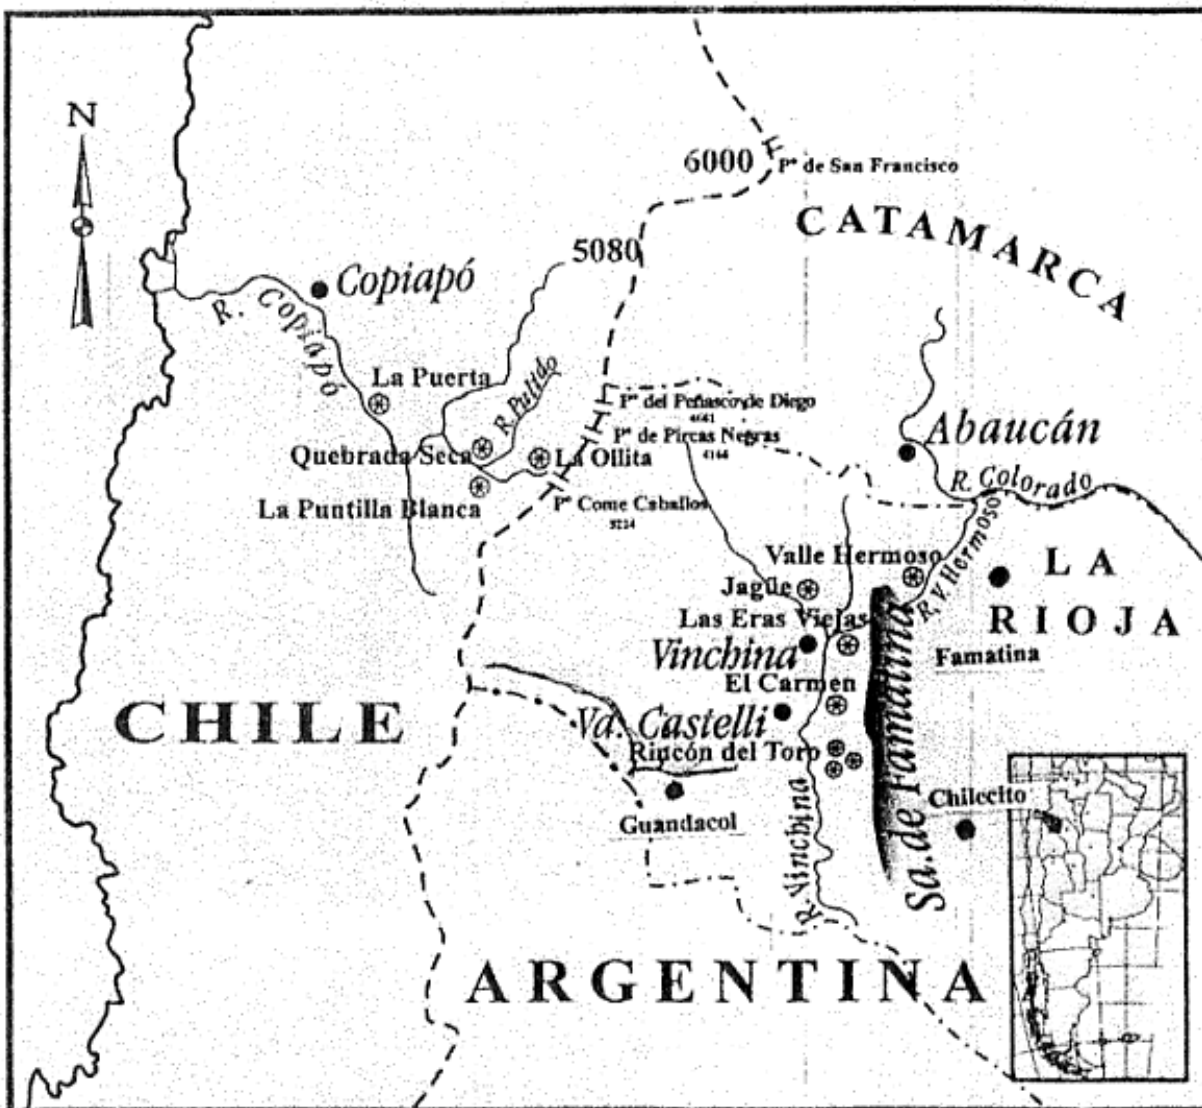 N
6000
Pº de San Francisco
CATAMARCA
5080
Copiapó
R. Copiapó
La Puerta
R. Pulido
Pº del Peñasco de Diego
4641
Pº de Pircas Negras
4144
Abaucán
Quebrada Seca
La Ollita
R. Colorado
La Puntilla Blanca
Pº Come Caballos
Valle Hermoso
R. V. Hermoso
LA
RIOJA
Jagüe
Las Eras Viejas
Vinchina
Famatina
El Carmen
CHILE
Va. Castelli
Rincón del Toro
Sa. de Famatina
Chilecito
Guandacol
R. Vinchina
ARGENTINA